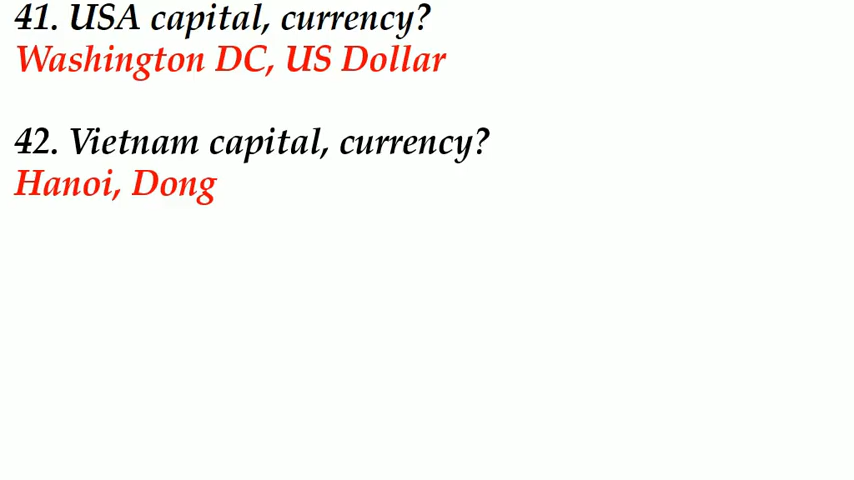 41. USA capital, currency?
Washington DC, US Dollar
42. Vietnam capital, currency?
Hanoi, Dong